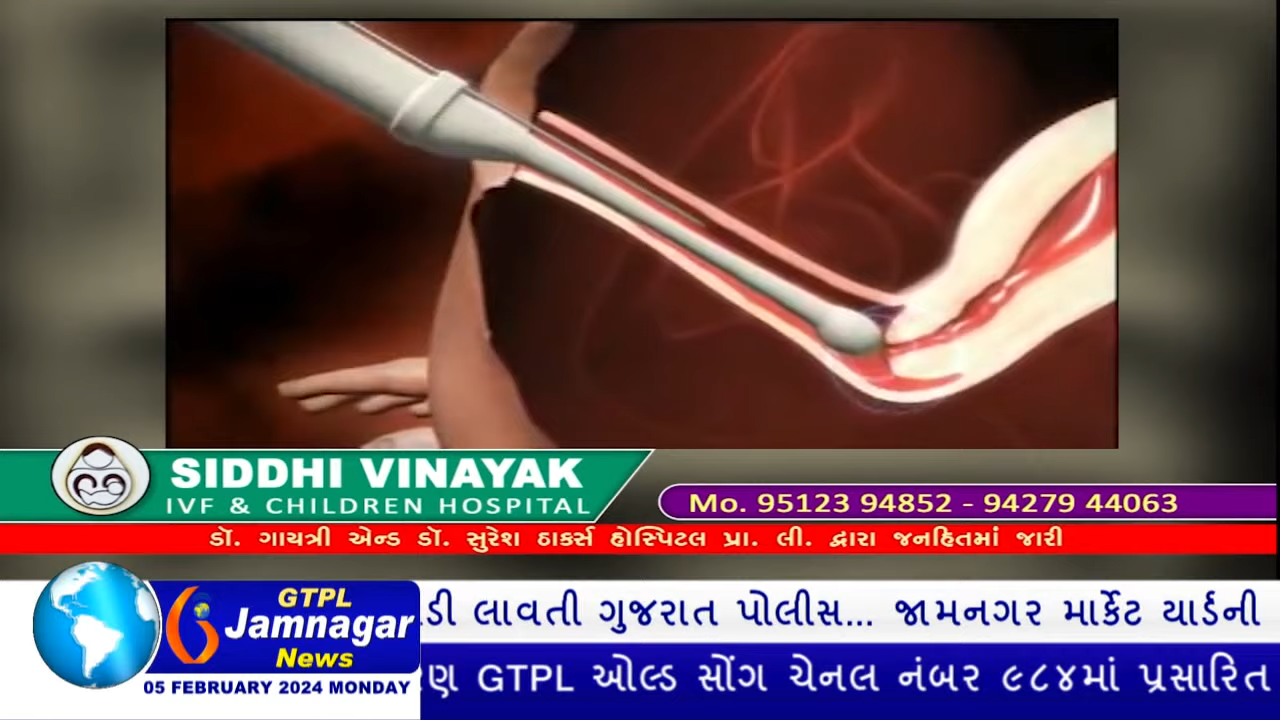 SIDDHI VINAYAK
IVF & CHILDREN HOSPITAL
Mo. 95123 94852 - 94279 44063
ડૉ. ગાયત્રી એન્ડ ડૉ. સુરેશ ઠાકર્સ હોસ્પિટલ પ્રા. લી. દ્વારા જનહિતમાં જારી
GTPL
Jamnagar
News
05 FEBRUARY 2024 MONDAY
લાવતી ગુજરાત પોલીસ... જામનગર માર્કેટ યાર્ડની
GTPL ઓલ્ડ સોંગ ચેનલ નંબર ૯૮૪માં પ્રસારિત